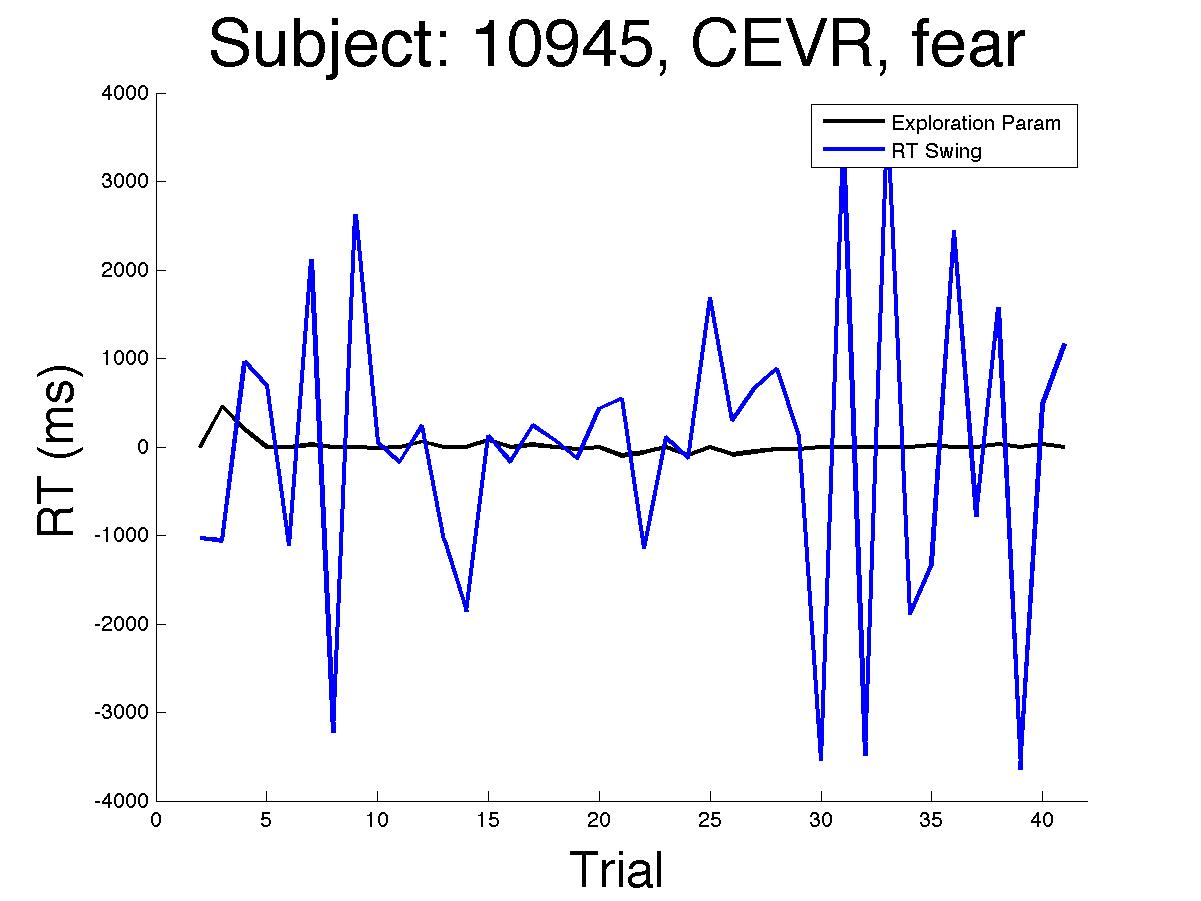 Subject: 10945, CEVR, fear
Exploration Param
RT Swing
4000
3000
2000
1000
0
-1000
-2000
-3000
-4000
RT (ms)
0 5 10 15 20 25 30 35 40
Trial